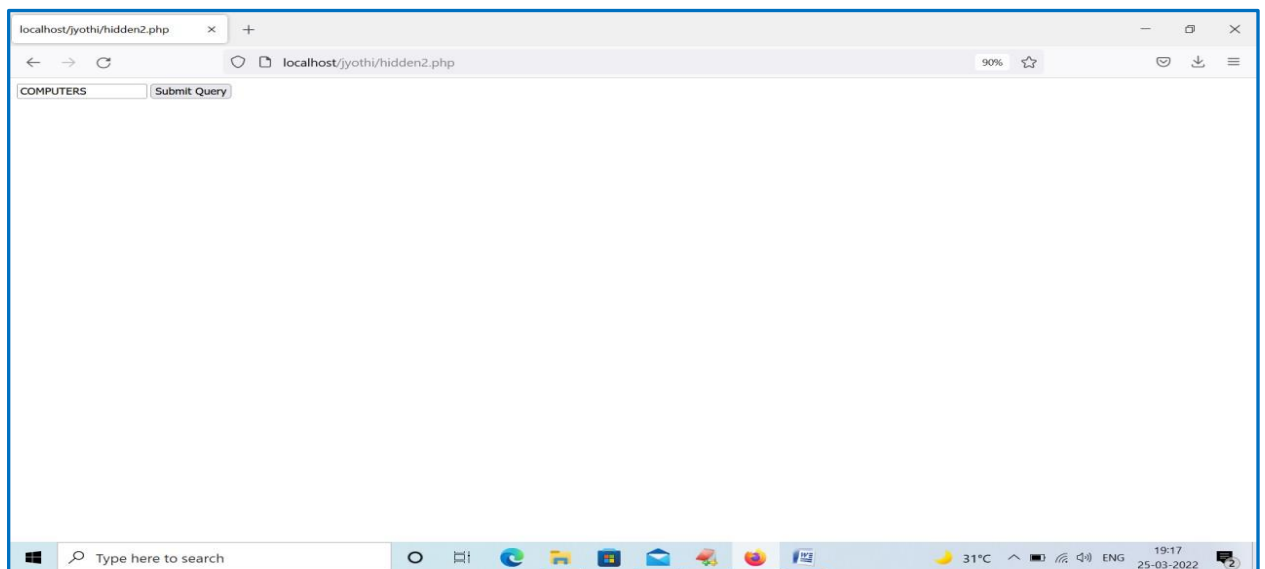 localhost/jyothi/hidden2.php
localhost/jyothi/hidden2.php 90%
COMPUTERS Submit Query
Type here to search 31°C ENG 19:17
25-03-2022 2